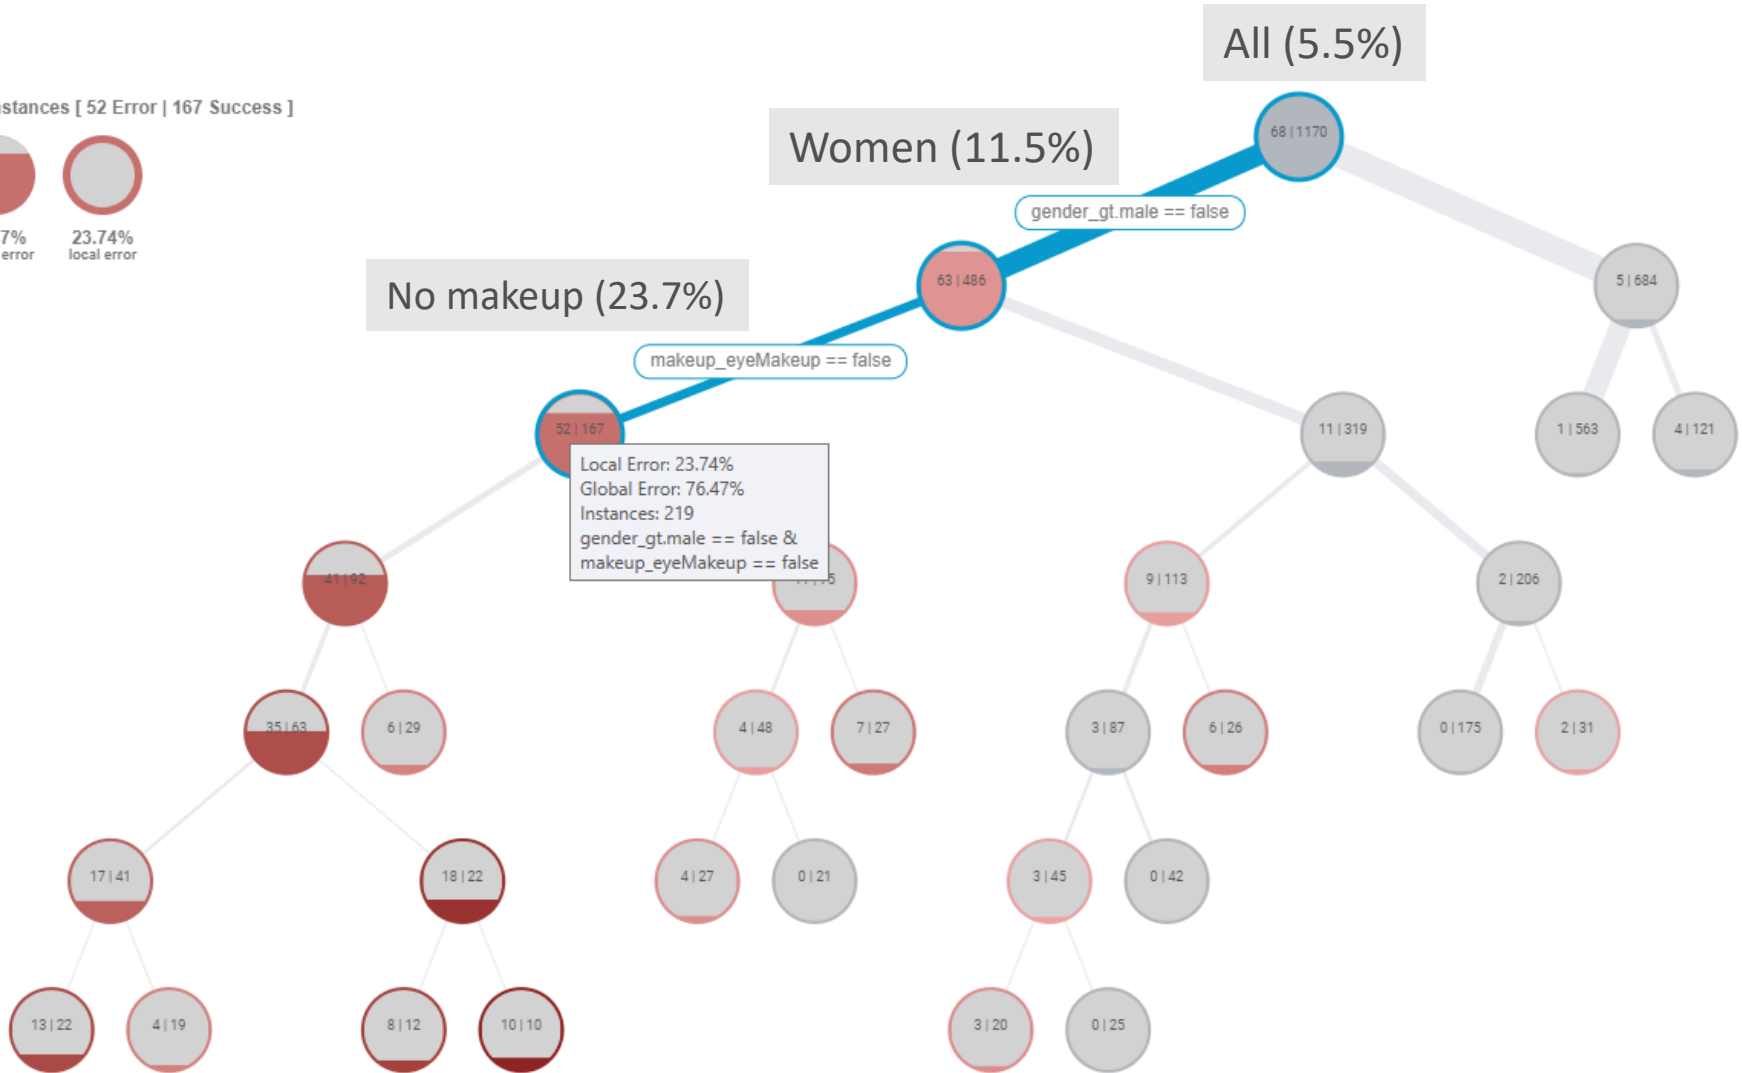 All (5.5%)
stances [ 52 Error | 167 Success ]
68 | 1170
Women (11.5%)
7%
error
23.74%
local error
gender_gt.male == false
63 | 486
5 | 684
No makeup (23.7%)
makeup_eyeMakeup == false
52 | 167
11 | 319
1 | 563
4 | 121
Local Error: 23.74%
Global Error: 76.47%
Instances: 219
gender_gt.male == false &
makeup_eyeMakeup == false
41 | 92
9 | 113
2 | 206
35 | 63
6 | 29
4 | 48
7 | 27
3 | 87
6 | 26
0 | 175
2 | 31
17 | 41
18 | 22
4 | 27
0 | 21
3 | 45
0 | 42
13 | 22
4 | 19
8 | 12
10 | 10
3 | 20
0 | 25